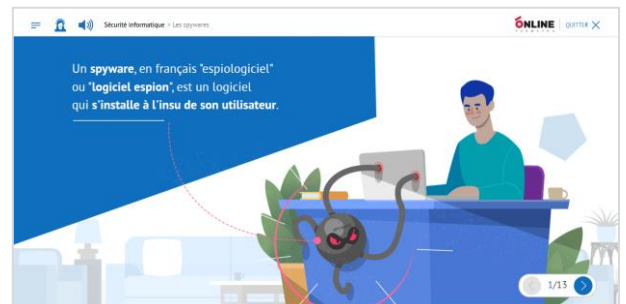 Sécurité informatique > Les spywares
ONLINE
QUITTER
Un spyware, en français "espiologiciel"
ou "logiciel espion", est un logiciel
qui s'installe à l'insu de son utilisateur.
1/13